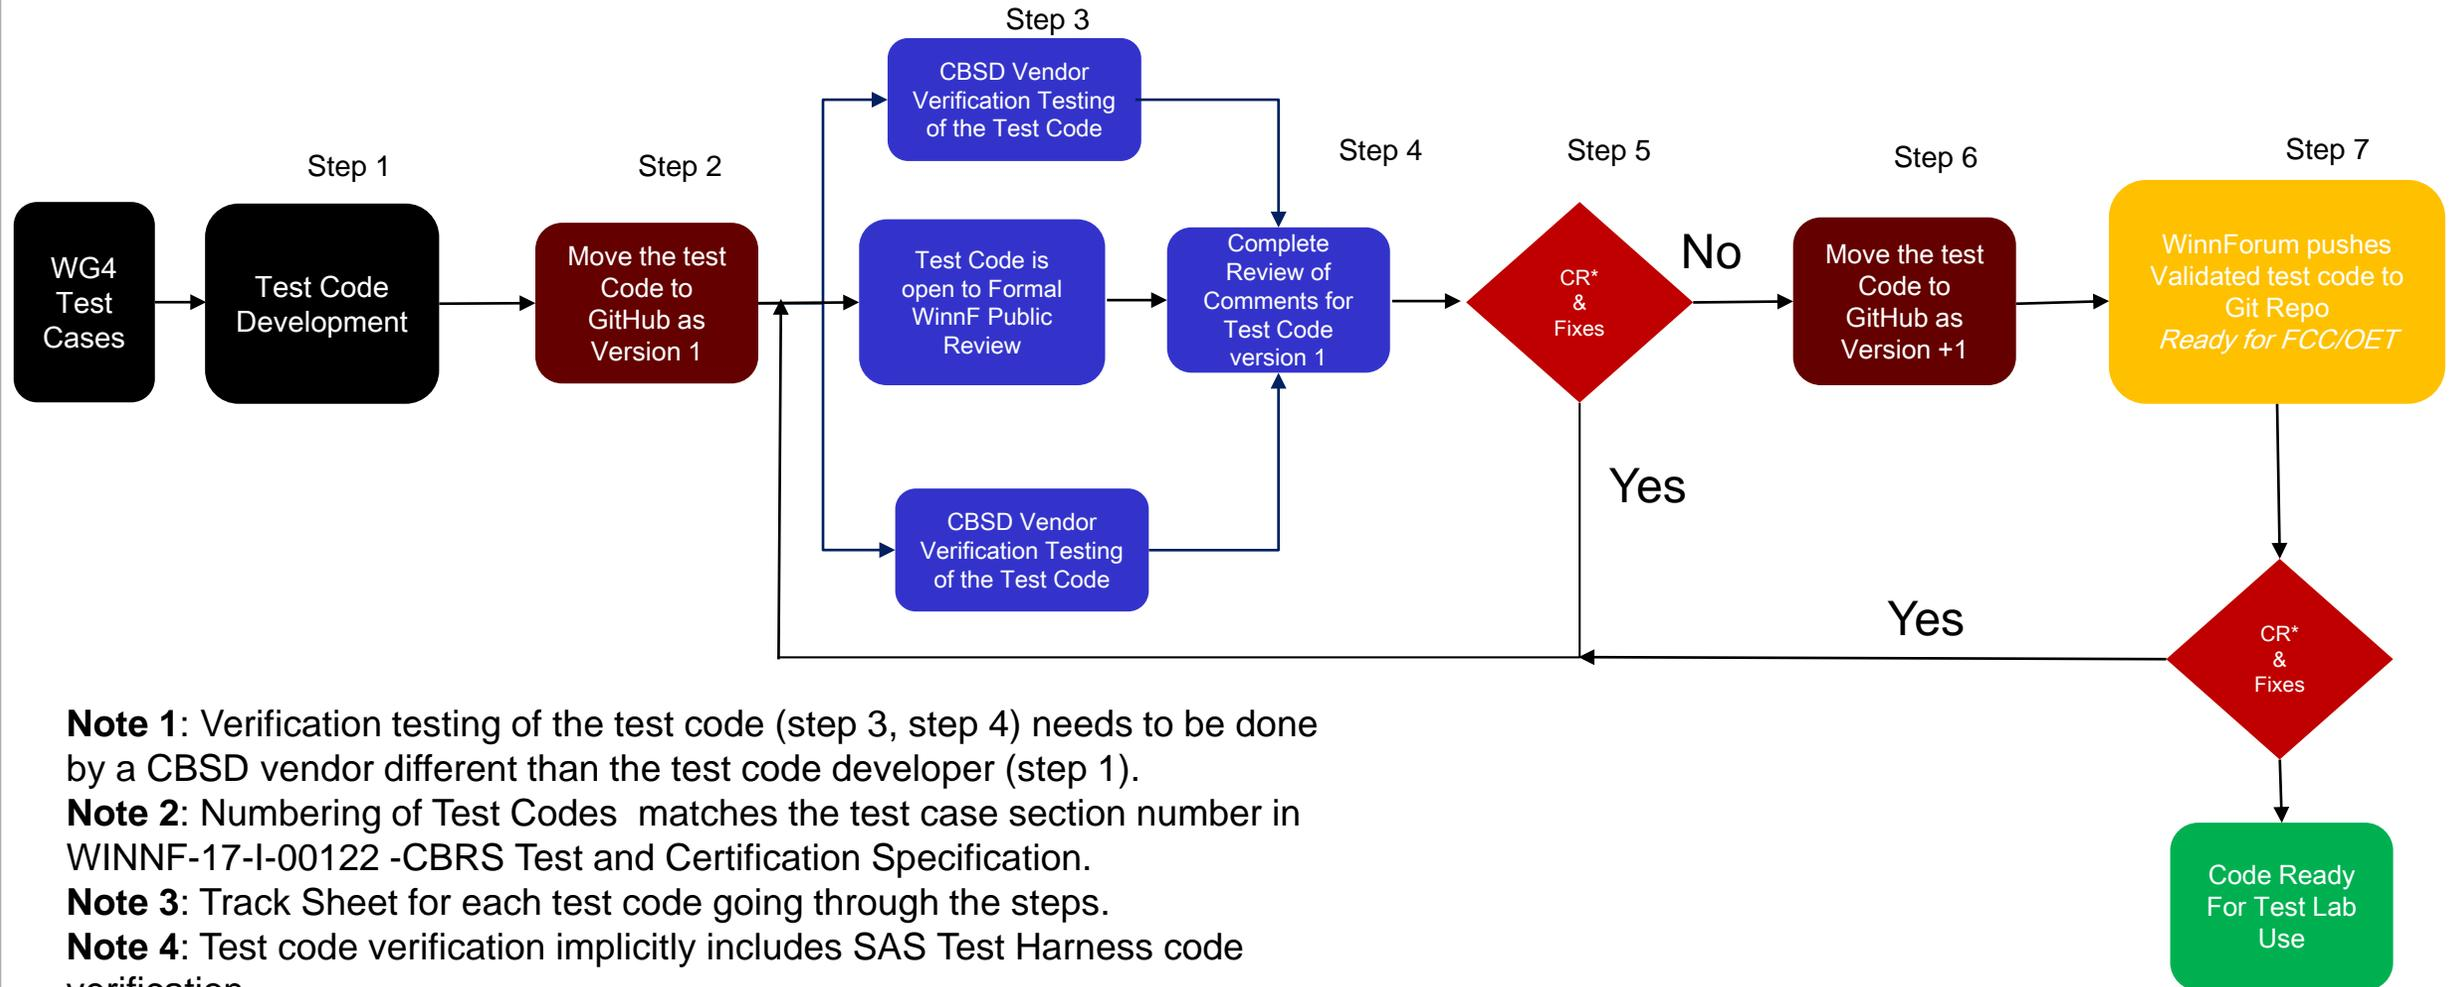 Step 3
CBSD Vendor
Verification Testing
of the Test Code
Step 1
Step 2
Step 4
Step 5
Step 6
Step 7
WG4
Test
Cases
Test Code
Development
Move the test
Code to
GitHub as
Version 1
Test Code is
open to Formal
WinnF Public
Review
Complete
Review of
Comments for
Test Code
version 1
CR*
&
Fixes
No
Move the test
Code to
GitHub as
Version +1
WinnForum pushes
Validated test code to
Git Repo
Ready for FCC/OET
Yes
CBSD Vendor
Verification Testing
of the Test Code
Yes
CR*
&
Fixes
Code Ready
For Test Lab
Use
Note 1: Verification testing of the test code (step 3, step 4) needs to be done
by a CBSD vendor different than the test code developer (step 1).
Note 2: Numbering of Test Codes  matches the test case section number in
WINNF-17-I-00122 -CBRS Test and Certification Specification.
Note 3: Track Sheet for each test code going through the steps.
Note 4: Test code verification implicitly includes SAS Test Harness code